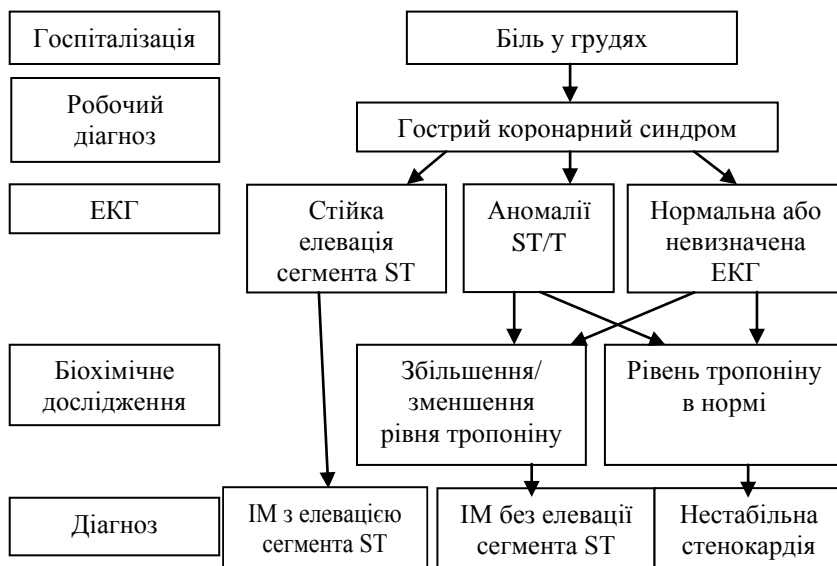 Госпіталізація
Біль у грудях
Робочий
діагноз
Гострий коронарний синдром
ЕКГ
Стійка
елевація
сегмента ST
Аномалії
ST/T
Нормальна або
невизначена
ЕКГ
Біохімічне
дослідження
Збільшення/
зменшення
рівня тропоніну
Рівень тропоніну
в нормі
Діагноз
ІМ з елевацією
сегмента ST
ІМ без елевації
сегмента ST
Нестабільна
стенокардія